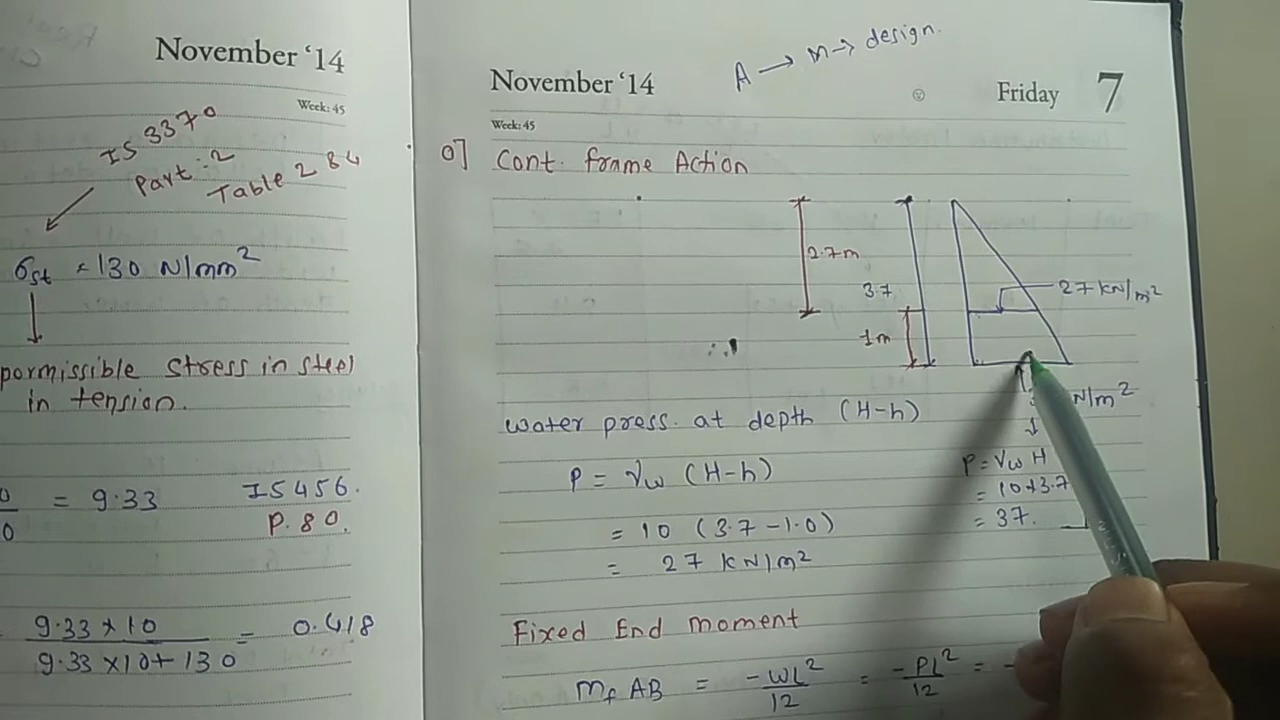 November '14
Week: 45
IS 3370
Part: 2
Table 2 & 4
σst = 130 N/mm²
permissible stress in steel
in tension.
= 9.33
IS456.
P. 80.
9.33 × 10
9.33 × 10 + 130
= 0.418
A → M → design.
November '14
Friday 7
Week: 45
0] Cont. frame Action
2.7m
3.7
1m
27 kN/m²
N/m²
water press. at depth (H-h)
P = γw (H-h)
= 10 (3.7-1.0)
= 27 kN/m²
P = γw H
= 10×3.7
= 37.
Fixed End moment
Mf AB = -WL²/12 = -PL²/12 = -